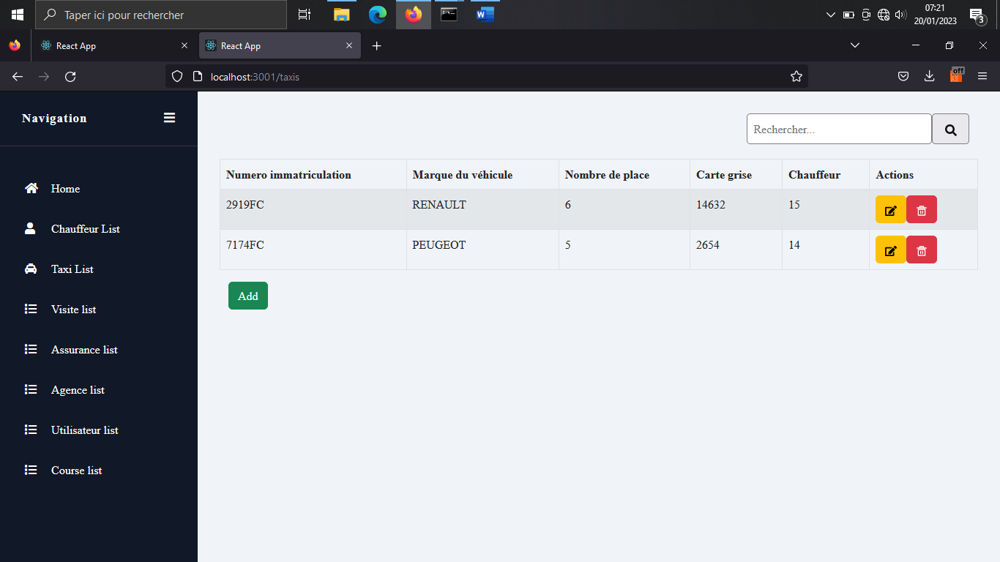 Taper ici pour rechercher
07:21
20/01/2023
3
React App
React App
localhost:3001/taxis
off
Navigation
Rechercher...
Numero immatriculation Marque du véhicule Nombre de place Carte grise Chauffeur Actions
2919FC RENAULT 6 14632 15
7174FC PEUGEOT 5 2654 14
Add
Home
Chauffeur List
Taxi List
Visite list
Assurance list
Agence list
Utilisateur list
Course list